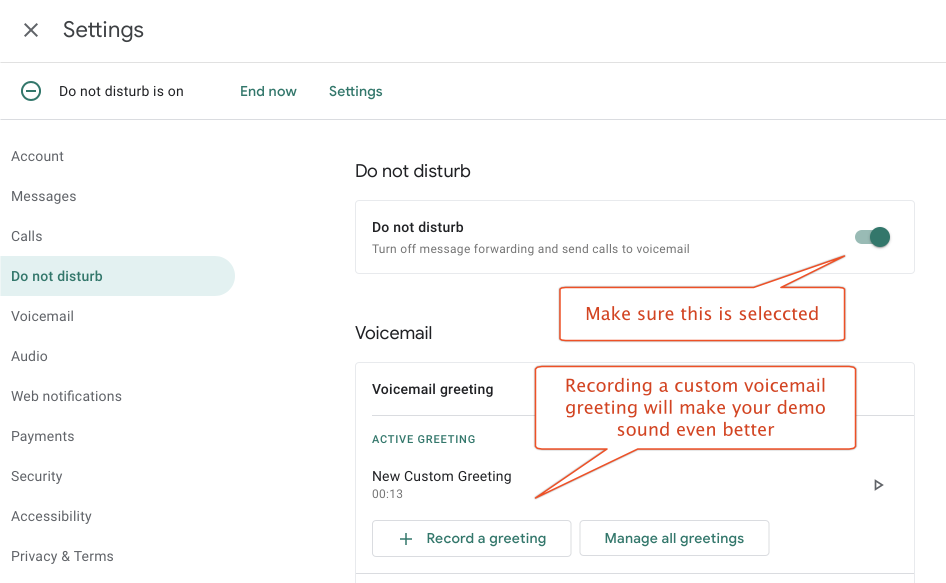 Settings
Do not disturb is on End now Settings
Account
Messages
Calls
Do not disturb
Voicemail
Audio
Web notifications
Payments
Security
Accessibility
Privacy & Terms
Do not disturb
Do not disturb
Turn off message forwarding and send calls to voicemail
Make sure this is seleccted
Voicemail
Voicemail greeting
Recording a custom voicemail
greeting will make your demo
sound even better
ACTIVE GREETING
New Custom Greeting
00:13
Record a greeting Manage all greetings